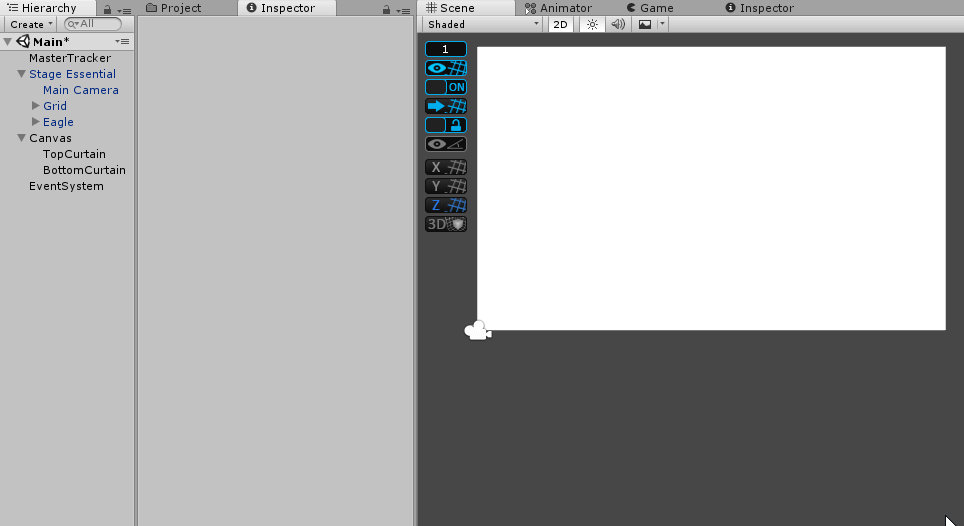 Hierarchy Project Inspector Scene Animator Game Inspector
Create All Shaded 2D
Main*
MasterTracker
Stage Essential
Main Camera
Grid
Eagle
Canvas
TopCurtain
BottomCurtain
EventSystem
1
ON
X
Y
Z
3D